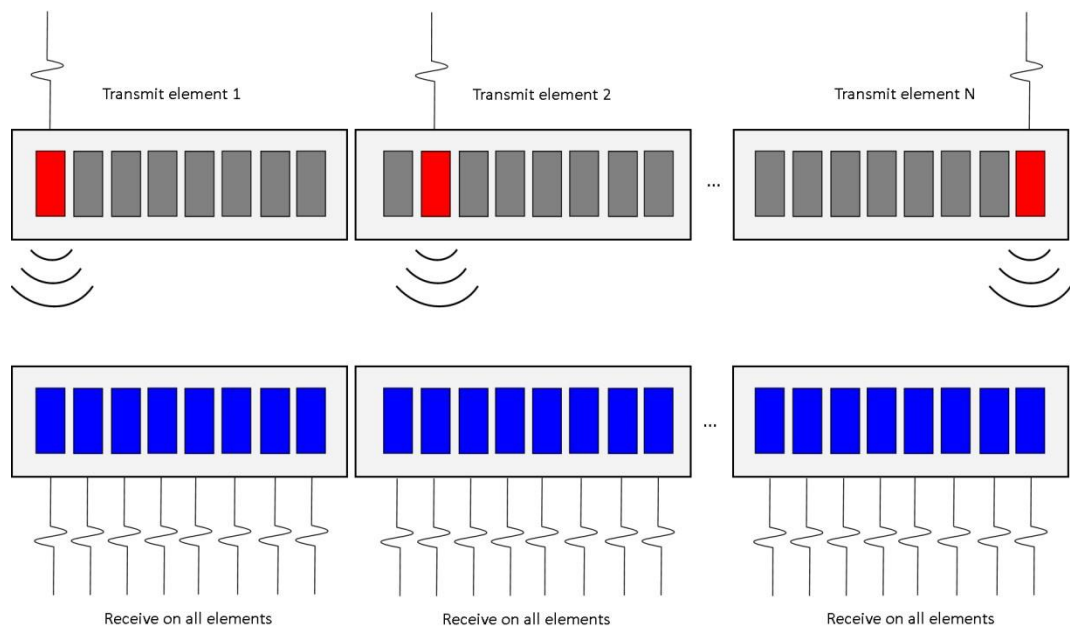 Transmit element 1
Transmit element 2
Transmit element N
...
...
Receive on all elements
Receive on all elements
Receive on all elements